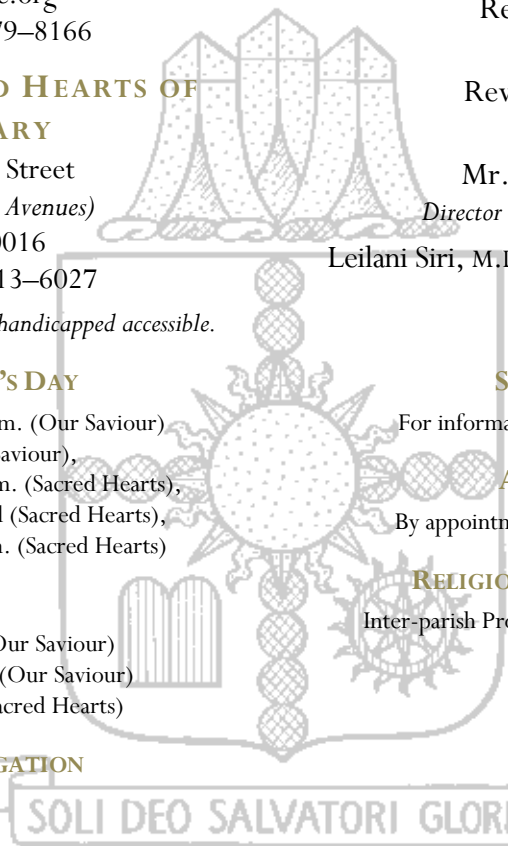 79–8166
HEARTS OF
ARY
Street
Avenues)
0016
13–6027
handicapped accessible.
'S DAY
m. (Our Saviour)
aviour),
m. (Sacred Hearts),
l (Sacred Hearts),
n. (Sacred Hearts)
Our Saviour)
(Our Saviour)
acred Hearts)
GATION
Re
Rev
Mr.
Director
Leilani Siri, M.D
S
For informa
A
By appointm
RELIGIO
Inter-parish Pro
SOLI DEO SALVATORI GLORI